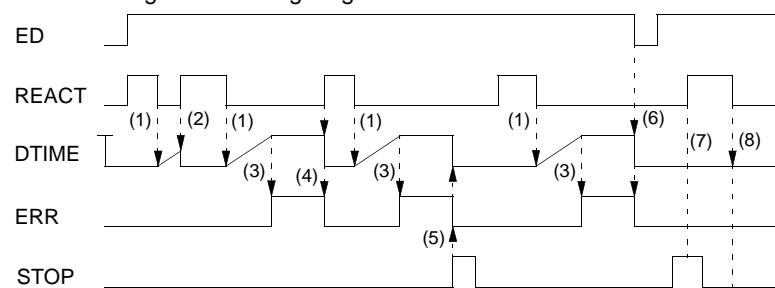 ED
REACT
(1) (2) (1) (1) (1) (6)
DTIME
(7) (8)
(3) (4) (3) (3)
ERR
(5)
STOP